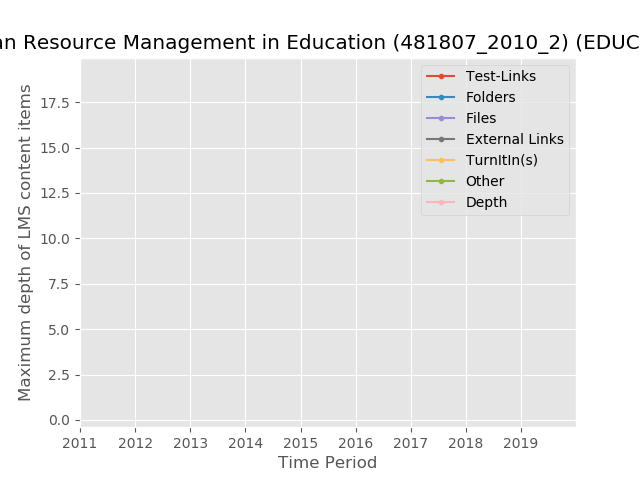 Resource Management in Education (481807_2010_2)
Test-Links
Folders
Files
External Links
TurnItIn(s)
Other
Depth
Maximum depth of LMS content items
17.5
15.0
12.5
10.0
7.5
5.0
2.5
0.0
2011 2012 2013 2014 2015 2016 2017 2018 2019
Time Period